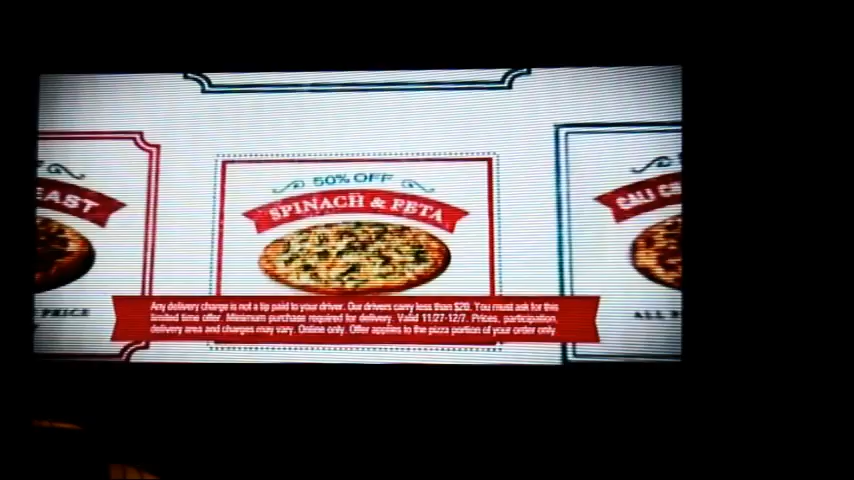 50% OFF
SPINACH & FETA
EAST
CALI CH
PRICE
ALL
Any delivery charge is not a tip paid to your driver. Our drivers carry less than $20. You must ask for this
limited time offer. Minimum purchase required for delivery. Valid 11/27-12/7. Prices, participation,
delivery area and charges may vary. Online only. Offer applies to the pizza portion of your order only.